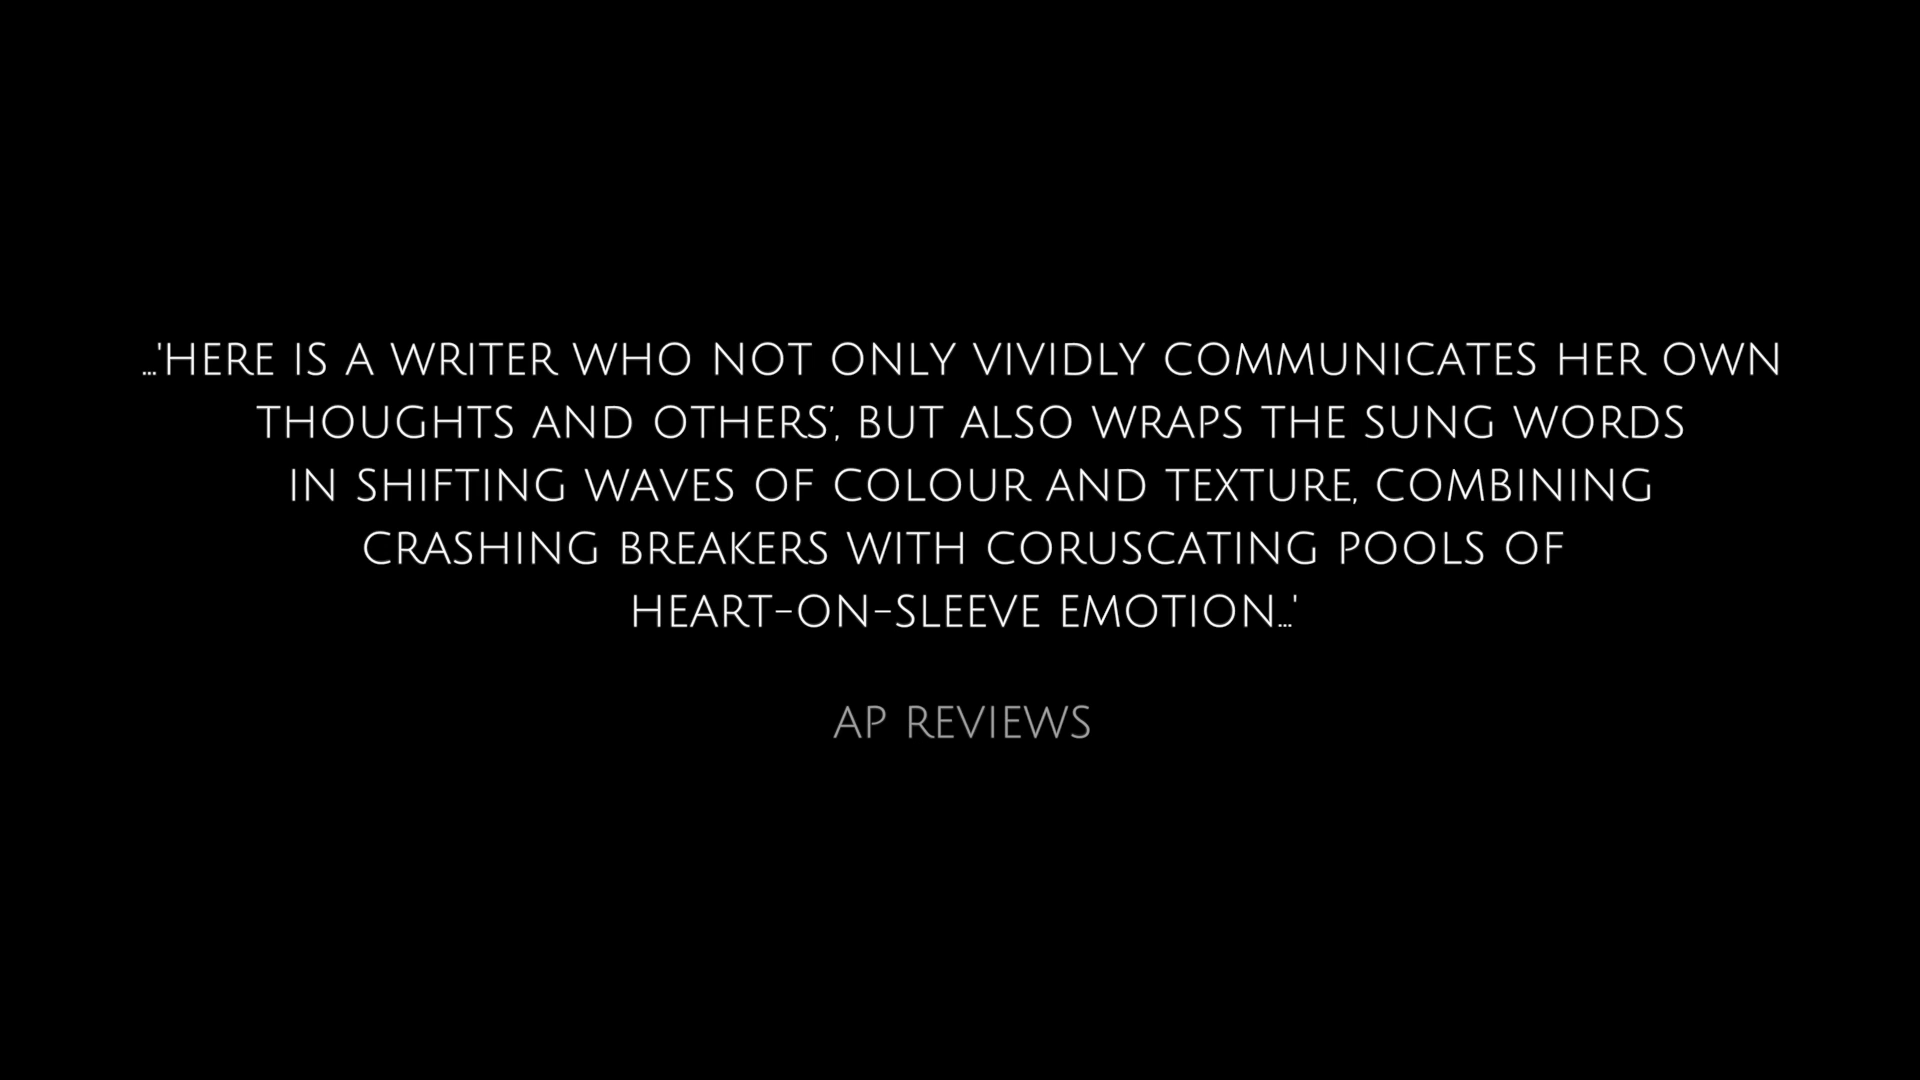 ...'HERE IS A WRITER WHO NOT ONLY VIVIDLY COMMUNICATES HER OWN
THOUGHTS AND OTHERS’, BUT ALSO WRAPS THE SUNG WORDS
IN SHIFTING WAVES OF COLOUR AND TEXTURE, COMBINING
CRASHING BREAKERS WITH CORUSCATING POOLS OF
HEART-ON-SLEEVE EMOTION...'
AP REVIEWS